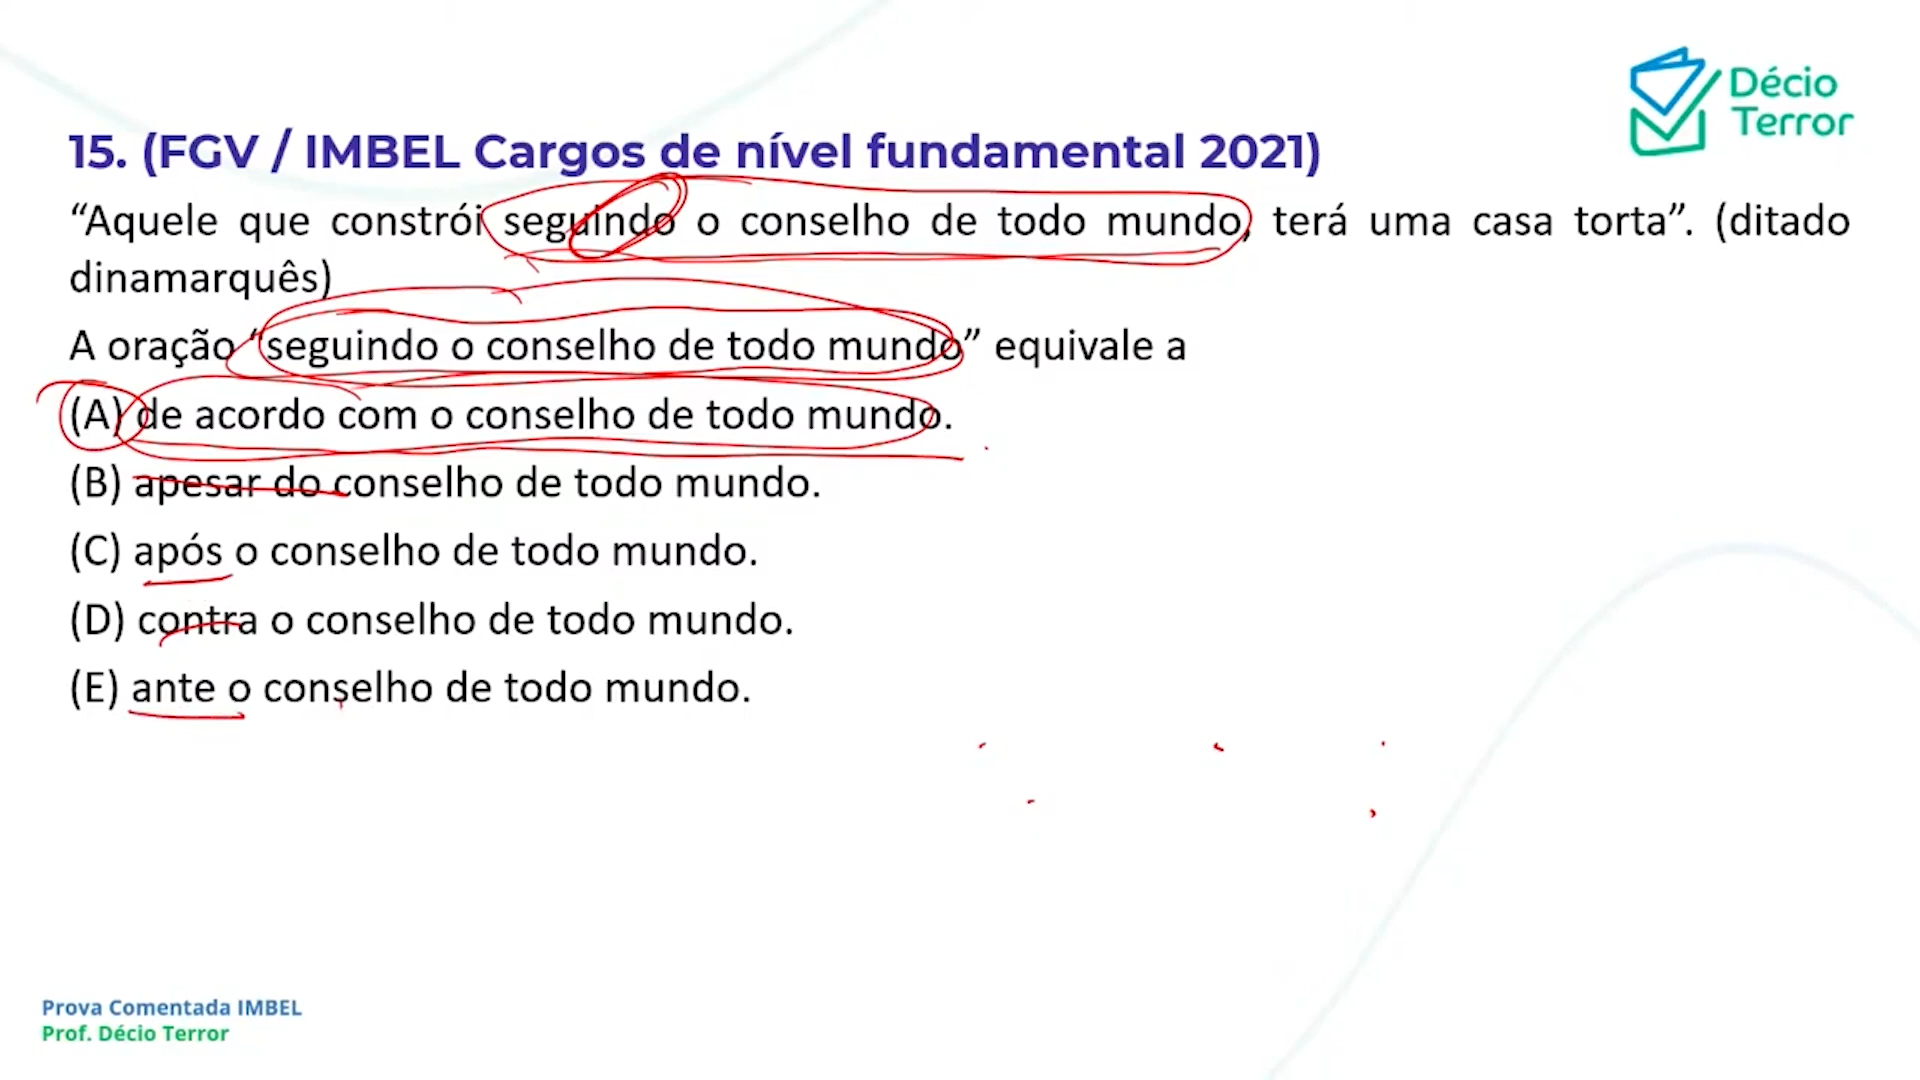 Décio
Terror
15. (FGV / IMBEL Cargos de nível fundamental 2021)
“Aquele que constrói seguindo o conselho de todo mundo, terá uma casa torta”. (ditado
dinamarquês)
A oração “seguindo o conselho de todo mundo” equivale a
(A) de acordo com o conselho de todo mundo.
(B) apesar do conselho de todo mundo.
(C) após o conselho de todo mundo.
(D) contra o conselho de todo mundo.
(E) ante o conselho de todo mundo.
Prova Comentada IMBEL
Prof. Décio Terror